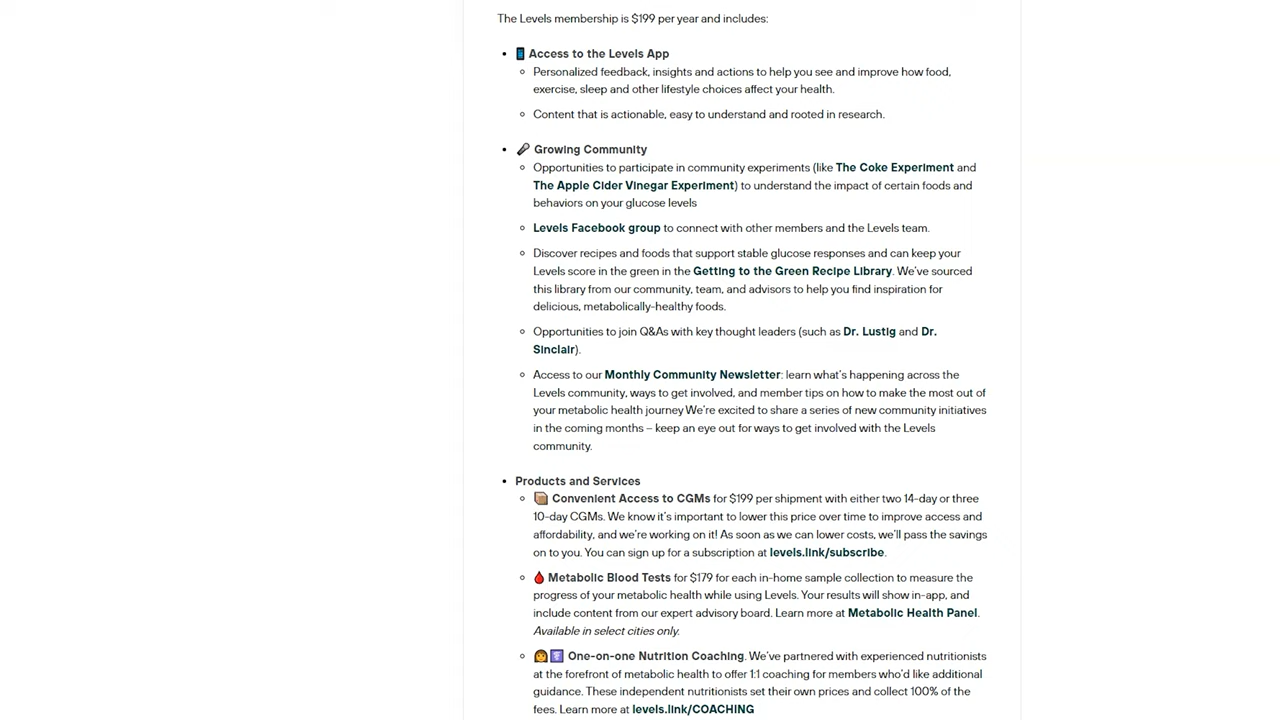 The Levels membership is $199 per year and includes:
Access to the Levels App
Personalized feedback, insights and actions to help you see and improve how food,
exercise, sleep and other lifestyle choices affect your health.
Content that is actionable, easy to understand and rooted in research.
Growing Community
Opportunities to participate in community experiments (like The Coke Experiment and
The Apple Cider Vinegar Experiment) to understand the impact of certain foods and
behaviors on your glucose levels
Levels Facebook group to connect with other members and the Levels team.
Discover recipes and foods that support stable glucose responses and can keep your
Levels score in the green in the Getting to the Green Recipe Library. We've sourced
this library from our community, team, and advisors to help you find inspiration for
delicious, metabolically-healthy foods.
Opportunities to join Q&As with key thought leaders (such as Dr. Lustig and Dr.
Sinclair).
Access to our Monthly Community Newsletter: learn what's happening across the
Levels community, ways to get involved, and member tips on how to make the most out of
your metabolic health journey We're excited to share a series of new community initiatives
in the coming months – keep an eye out for ways to get involved with the Levels
community.
Products and Services
Convenient Access to CGMs for $199 per shipment with either two 14-day or three
10-day CGMs. We know it's important to lower this price over time to improve access and
affordability, and we're working on it! As soon as we can lower costs, we'll pass the savings
on to you. You can sign up for a subscription at levels.link/subscribe.
Metabolic Blood Tests for $179 for each in-home sample collection to measure the
progress of your metabolic health while using Levels. Your results will show in-app, and
include content from our expert advisory board. Learn more at Metabolic Health Panel.
Available in select cities only.
One-on-one Nutrition Coaching. We've partnered with experienced nutritionists
at the forefront of metabolic health to offer 1:1 coaching for members who'd like additional
guidance. These independent nutritionists set their own prices and collect 100% of the
fees. Learn more at levels.link/COACHING